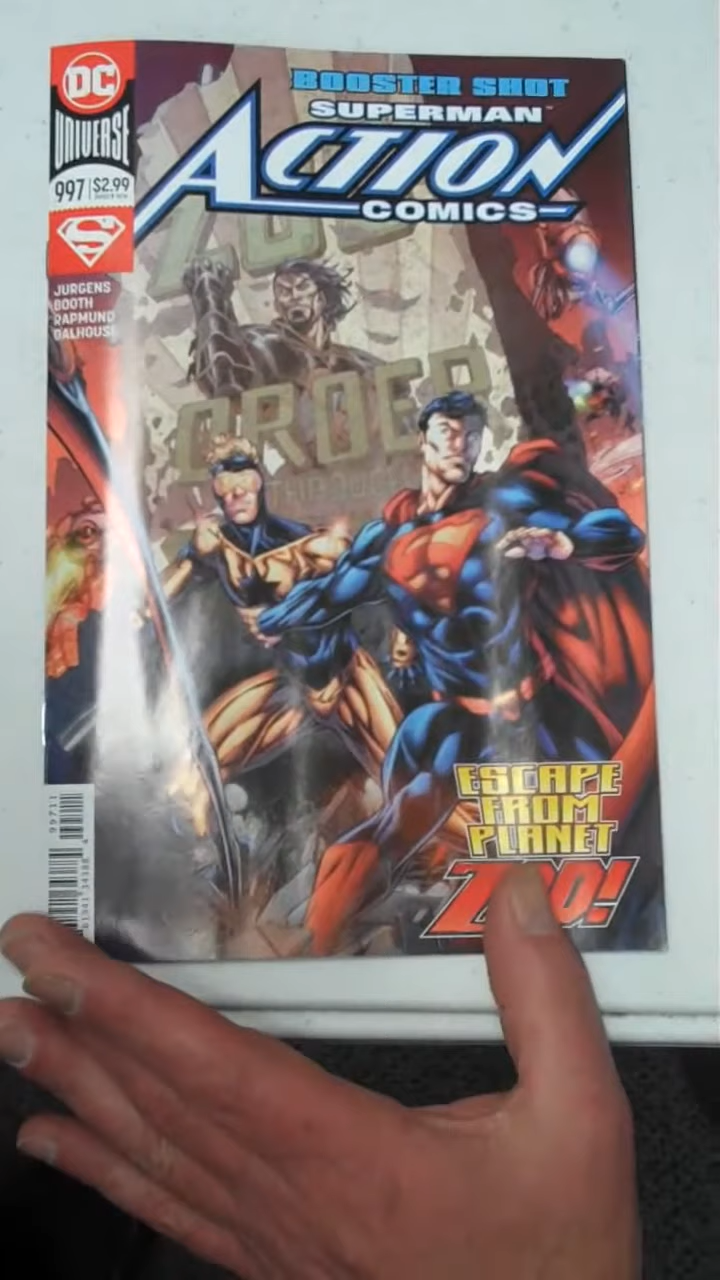 DC
UNIVERSE
997 $2.99
JURGENS
BOOTH
RAPMUND
DALHOUSE
BOOSTER SHOT
SUPERMAN
ACTION
COMICS
ORDER
ESCAPE
FROM
PLANET
ZOO!
99711